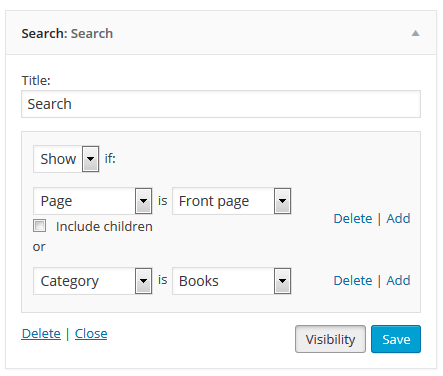 Search: Search
Title:
Search
Show if:
Page is Front page
Include children
Delete | Add
or
Category is Books Delete | Add
Delete | Close Visibility Save